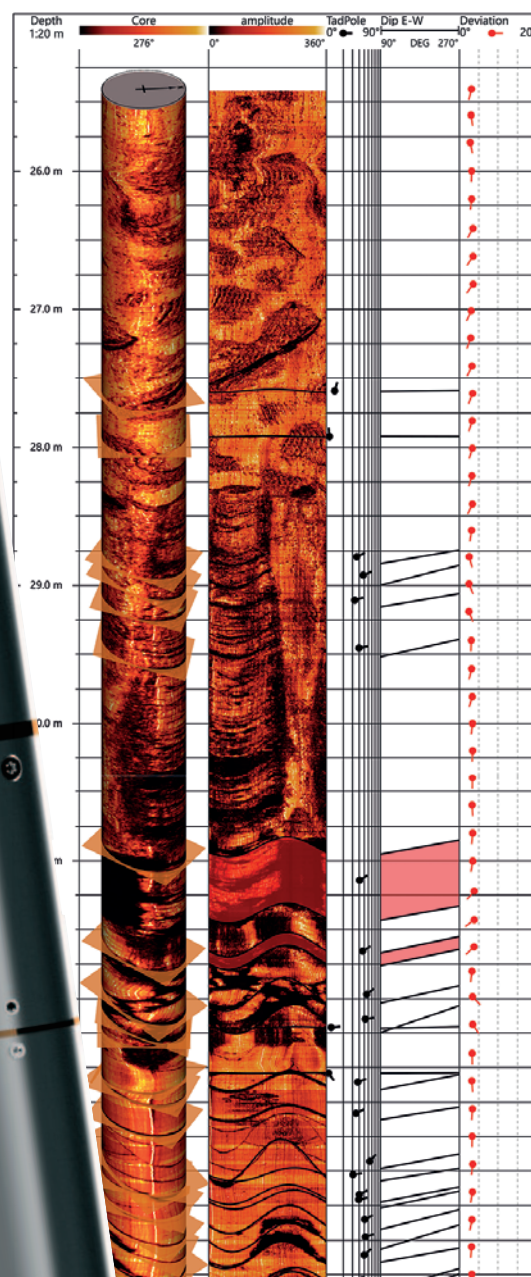 Depth Core amplitude TadPole Dip E-W Deviation
1:20 m 276° 0° 360° 0° 90° 90° DEG 270° 20
26.0 m
27.0 m
28.0 m
29.0 m
0.0 m
m